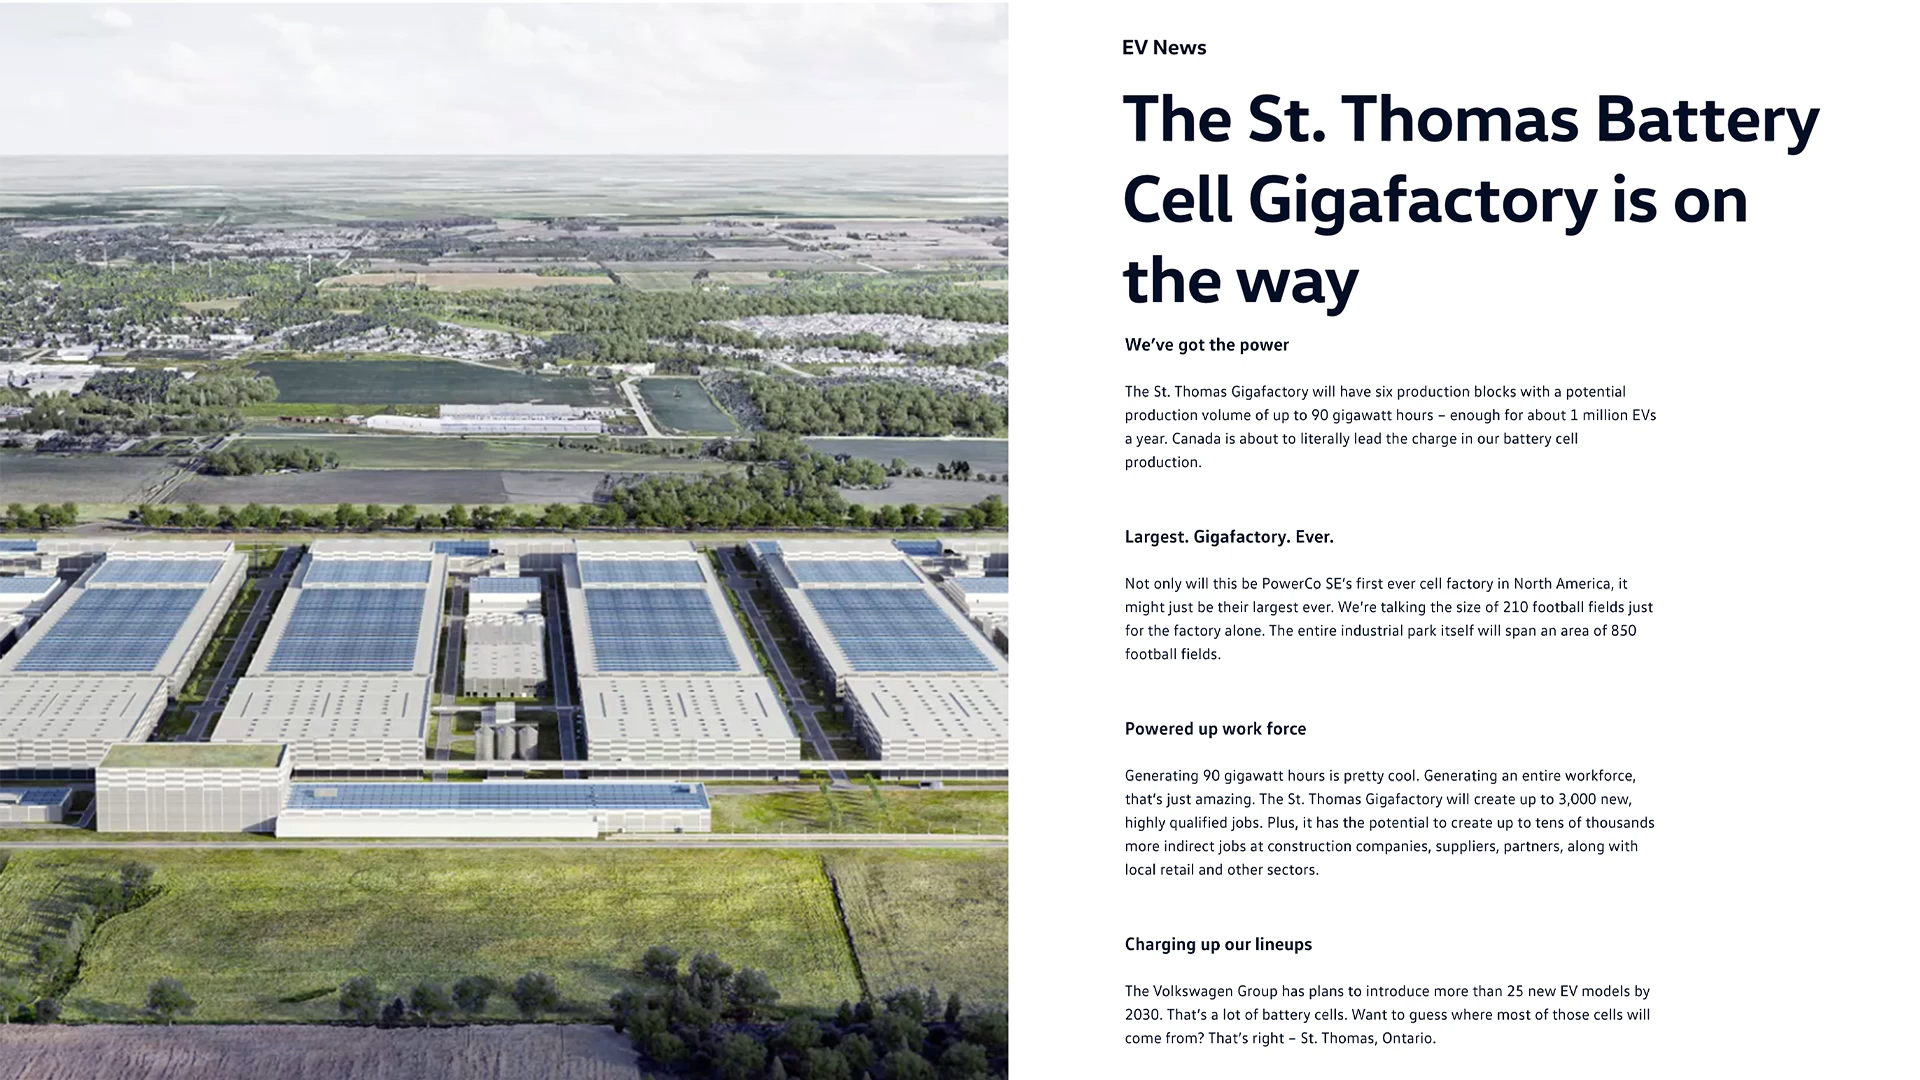 EV News
The St. Thomas Battery
Cell Gigafactory is on
the way
We’ve got the power
The St. Thomas Gigafactory will have six production blocks with a potential
production volume of up to 90 gigawatt hours – enough for about 1 million EVs
a year. Canada is about to literally lead the charge in our battery cell
production.
Largest. Gigafactory. Ever.
Not only will this be PowerCo SE’s first ever cell factory in North America, it
might just be their largest ever. We’re talking the size of 210 football fields just
for the factory alone. The entire industrial park itself will span an area of 850
football fields.
Powered up work force
Generating 90 gigawatt hours is pretty cool. Generating an entire workforce,
that’s just amazing. The St. Thomas Gigafactory will create up to 3,000 new,
highly qualified jobs. Plus, it has the potential to create up to tens of thousands
more indirect jobs at construction companies, suppliers, partners, along with
local retail and other sectors.
Charging up our lineups
The Volkswagen Group has plans to introduce more than 25 new EV models by
2030. That’s a lot of battery cells. Want to guess where most of those cells will
come from? That’s right – St. Thomas, Ontario.